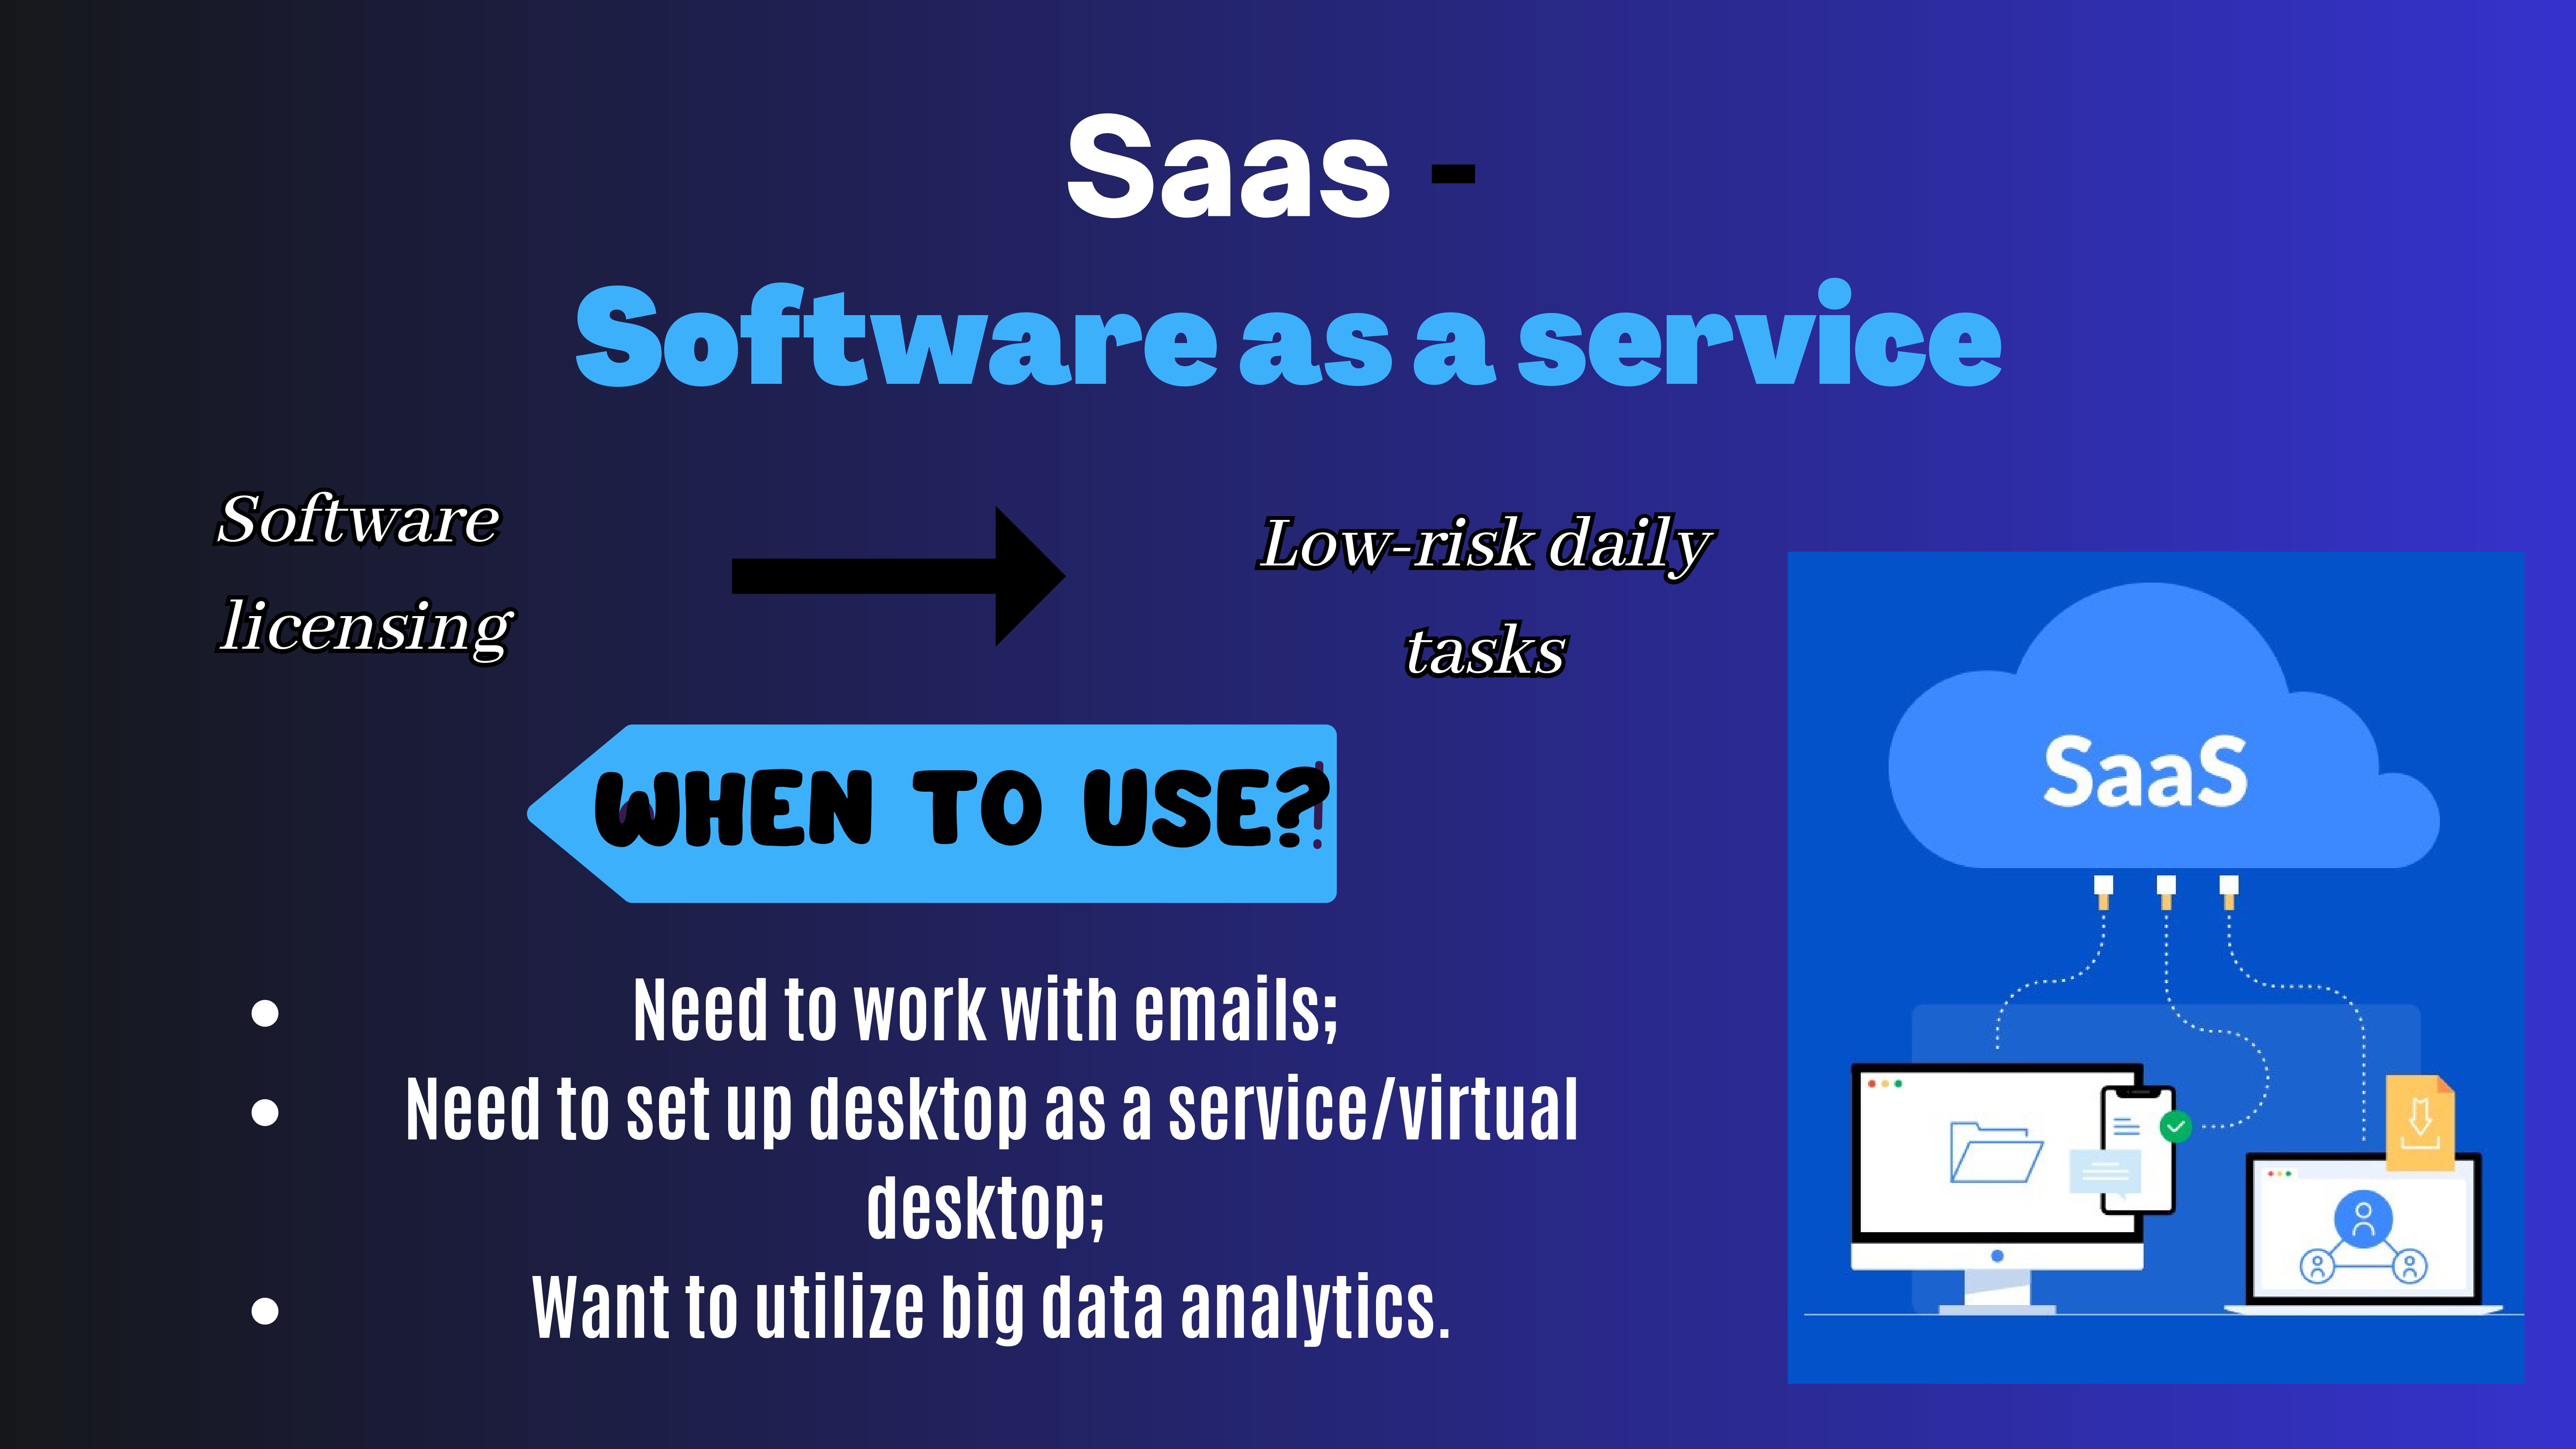 Saas -
Software as a service
Software
licensing
Low-risk daily
tasks
SaaS
WHEN TO USE?
• Need to work with emails;
• Need to set up desktop as a service/virtual
desktop;
• Want to utilize big data analytics.